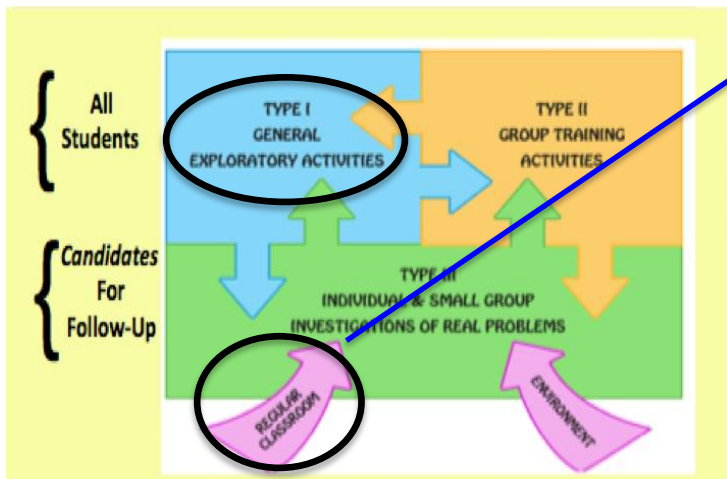 All
Students
TYPE I
GENERAL
EXPLORATORY ACTIVITIES
TYPE II
GROUP TRAINING
ACTIVITIES
Candidates
For
Follow-Up
TYPE III
INDIVIDUAL & SMALL GROUP
INVESTIGATIONS OF REAL PROBLEMS
REGULAR
CLASSROOM
ENVIRONMENT